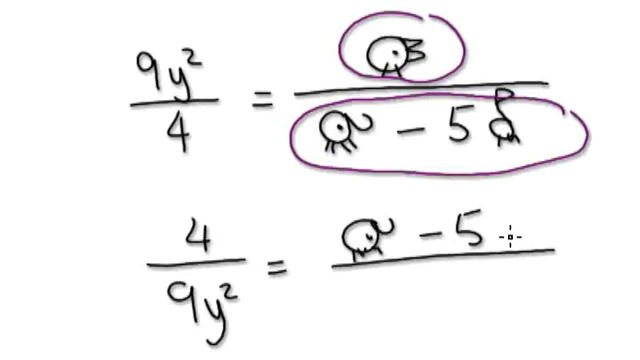 9y² / 4 = / - 5
4 / 9y² = - 5